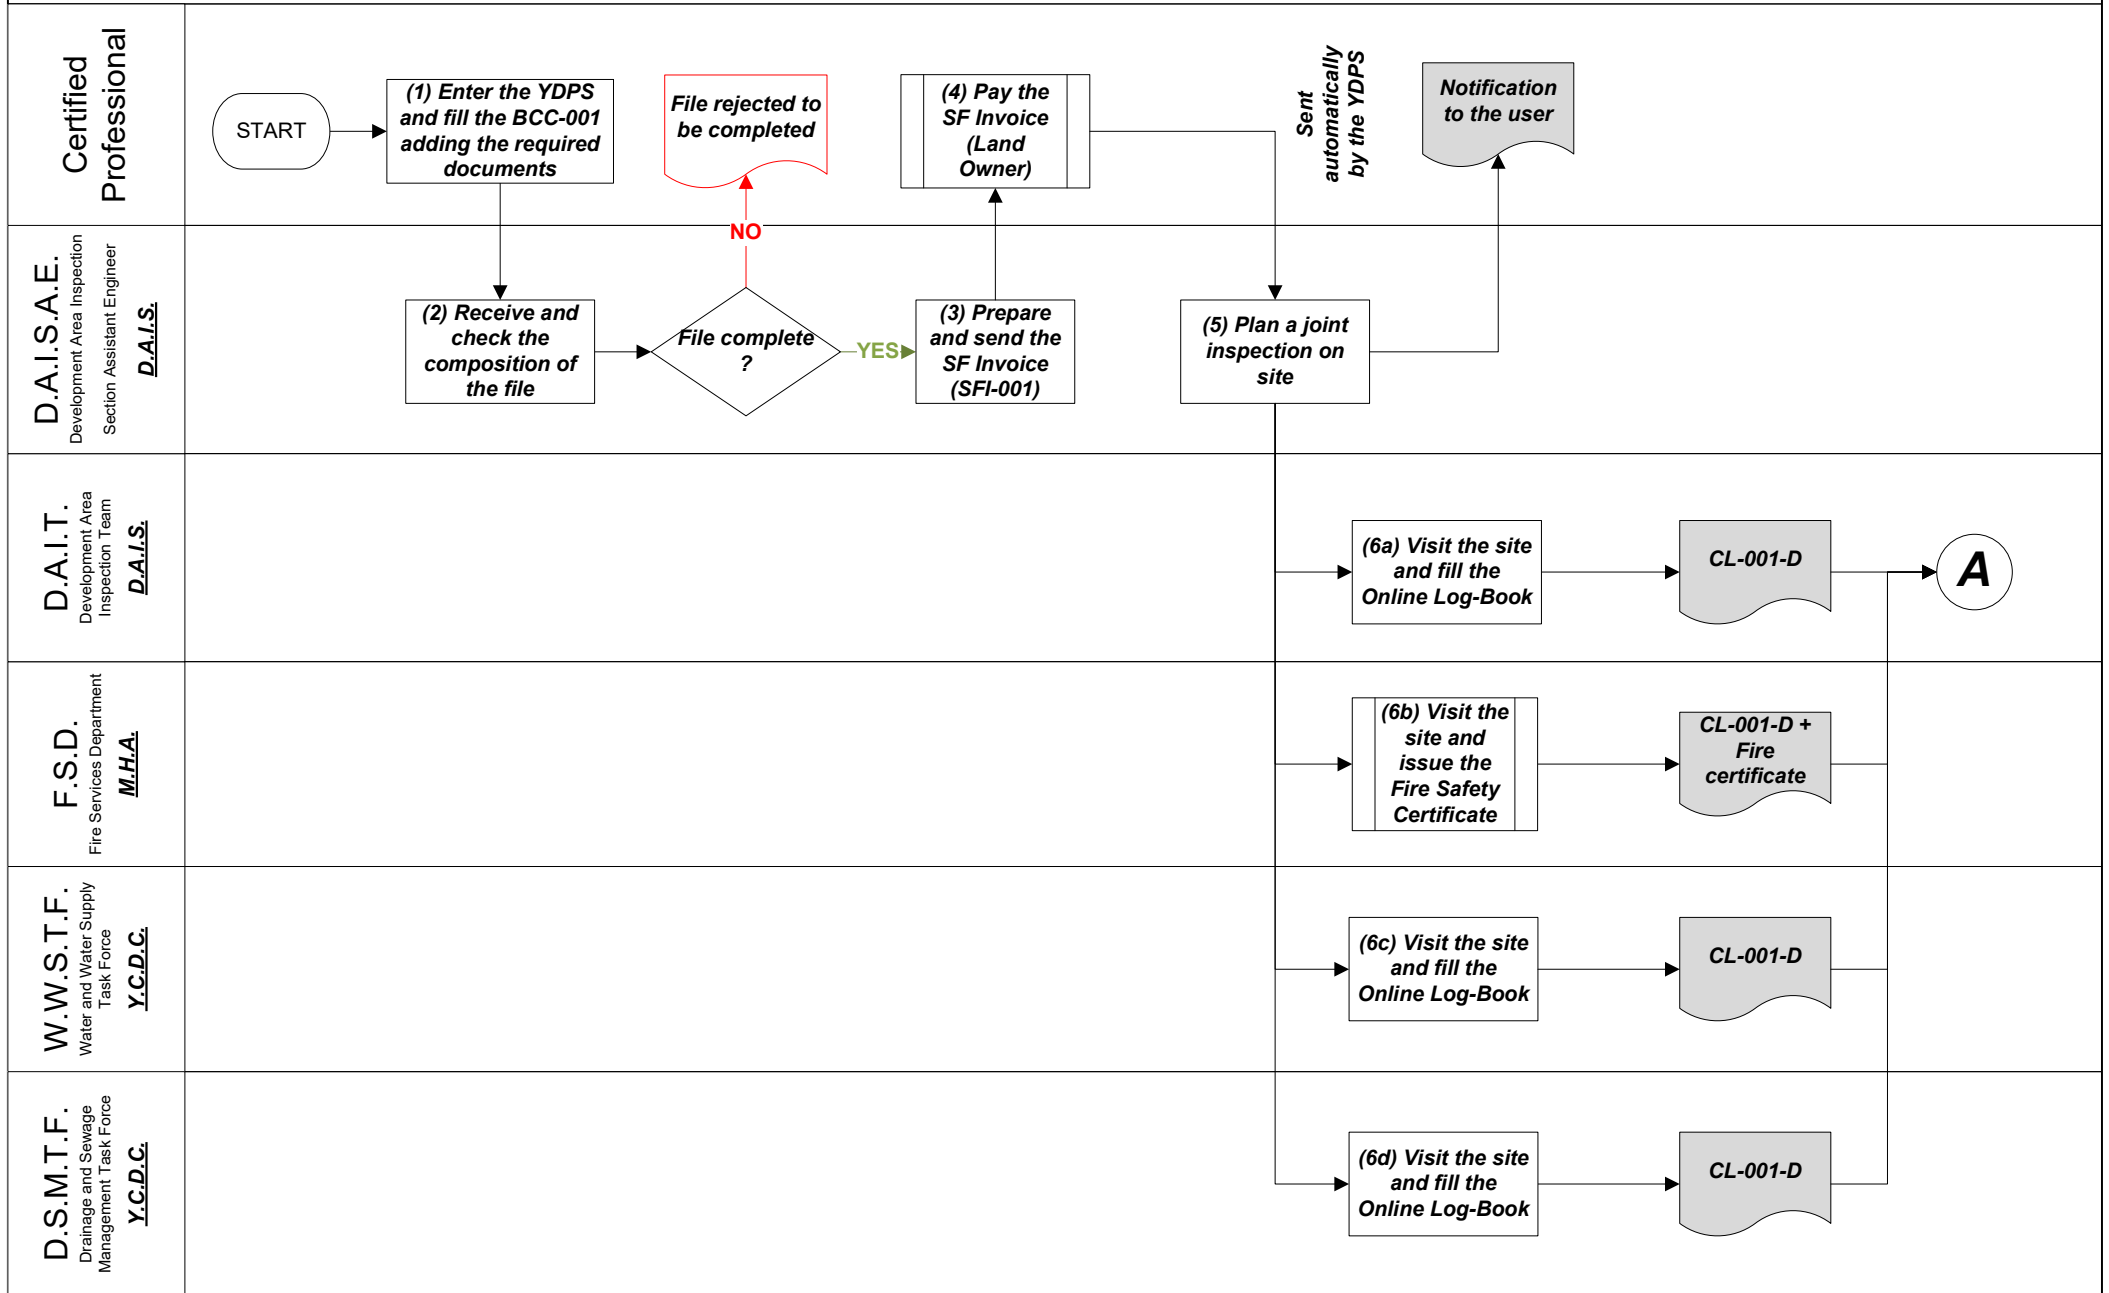 Certified
Professional
START
(1) Enter the YDPS
and fill the BCC-001
adding the required
documents
File rejected to
be completed
(4) Pay the
SF Invoice
(Land
Owner)
Sent
automatically
by the YDPS
Notification
to the user
NO
D.A.I.S.A.E.
Development Area Inspection
Section Assistant Engineer
D.A.I.S.
(2) Receive and
check the
composition of
the file
File complete
?
YES
(3) Prepare
and send the
SF Invoice
(SFI-001)
(5) Plan a joint
inspection on
site
D.A.I.T.
Development Area
Inspection Team
D.A.I.S.
(6a) Visit the site
and fill the
Online Log-Book
CL-001-D
A
F.S.D.
Fire Services Department
M.H.A.
(6b) Visit the
site and
issue the
Fire Safety
Certificate
CL-001-D +
Fire
certificate
W.W.S.T.F.
Water and Water Supply
Task Force
Y.C.D.C.
(6c) Visit the site
and fill the
Online Log-Book
CL-001-D
D.S.M.T.F.
Drainage and Sewage
Management Task Force
Y.C.D.C.
(6d) Visit the site
and fill the
Online Log-Book
CL-001-D